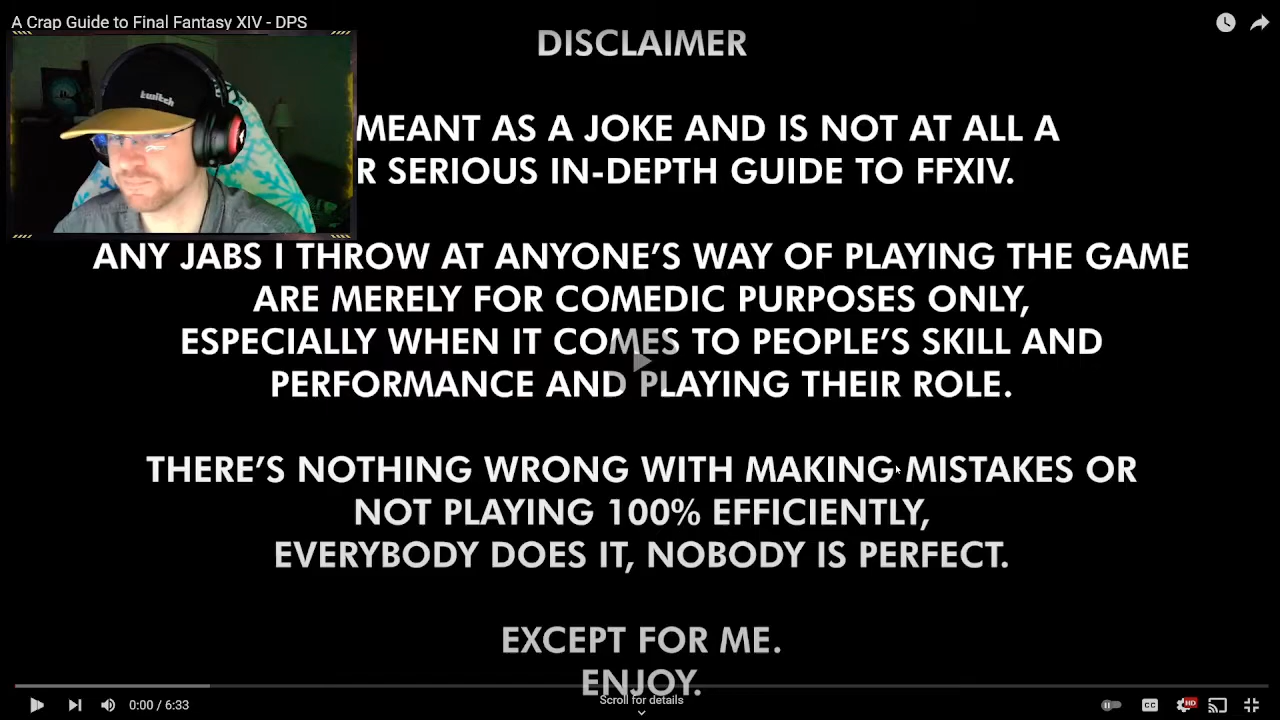 A Crap Guide to Final Fantasy XIV - DPS
DISCLAIMER
twitch
MEANT AS A JOKE AND IS NOT AT ALL A
R SERIOUS IN-DEPTH GUIDE TO FFXIV.
ANY JABS I THROW AT ANYONE'S WAY OF PLAYING THE GAME
ARE MERELY FOR COMEDIC PURPOSES ONLY,
ESPECIALLY WHEN IT COMES TO PEOPLE'S SKILL AND
PERFORMANCE AND PLAYING THEIR ROLE.
THERE'S NOTHING WRONG WITH MAKING MISTAKES OR
NOT PLAYING 100% EFFICIENTLY,
EVERYBODY DOES IT, NOBODY IS PERFECT.
EXCEPT FOR ME.
ENJOY.
Scroll for details
0:00 / 6:33
CC
HD